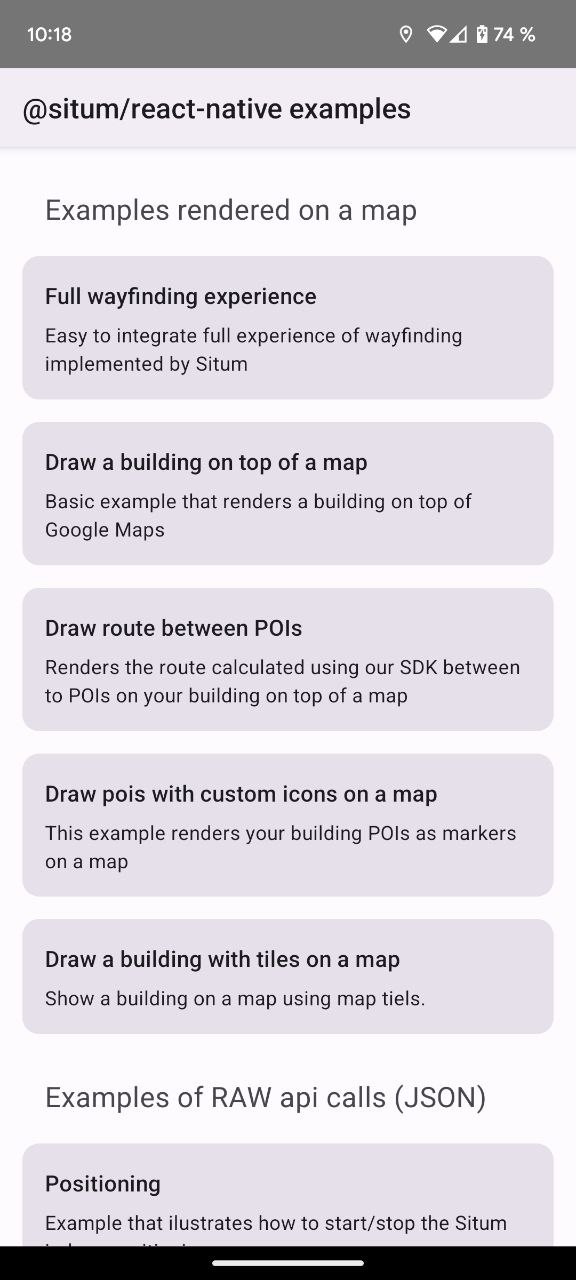 10:18
74 %
@situm/react-native examples
Examples rendered on a map
Full wayfinding experience
Easy to integrate full experience of wayfinding
implemented by Situm
Draw a building on top of a map
Basic example that renders a building on top of
Google Maps
Draw route between POIs
Renders the route calculated using our SDK between
to POIs on your building on top of a map
Draw pois with custom icons on a map
This example renders your building POIs as markers
on a map
Draw a building with tiles on a map
Show a building on a map using map tiels.
Examples of RAW api calls (JSON)
Positioning
Example that ilustrates how to start/stop the Situm